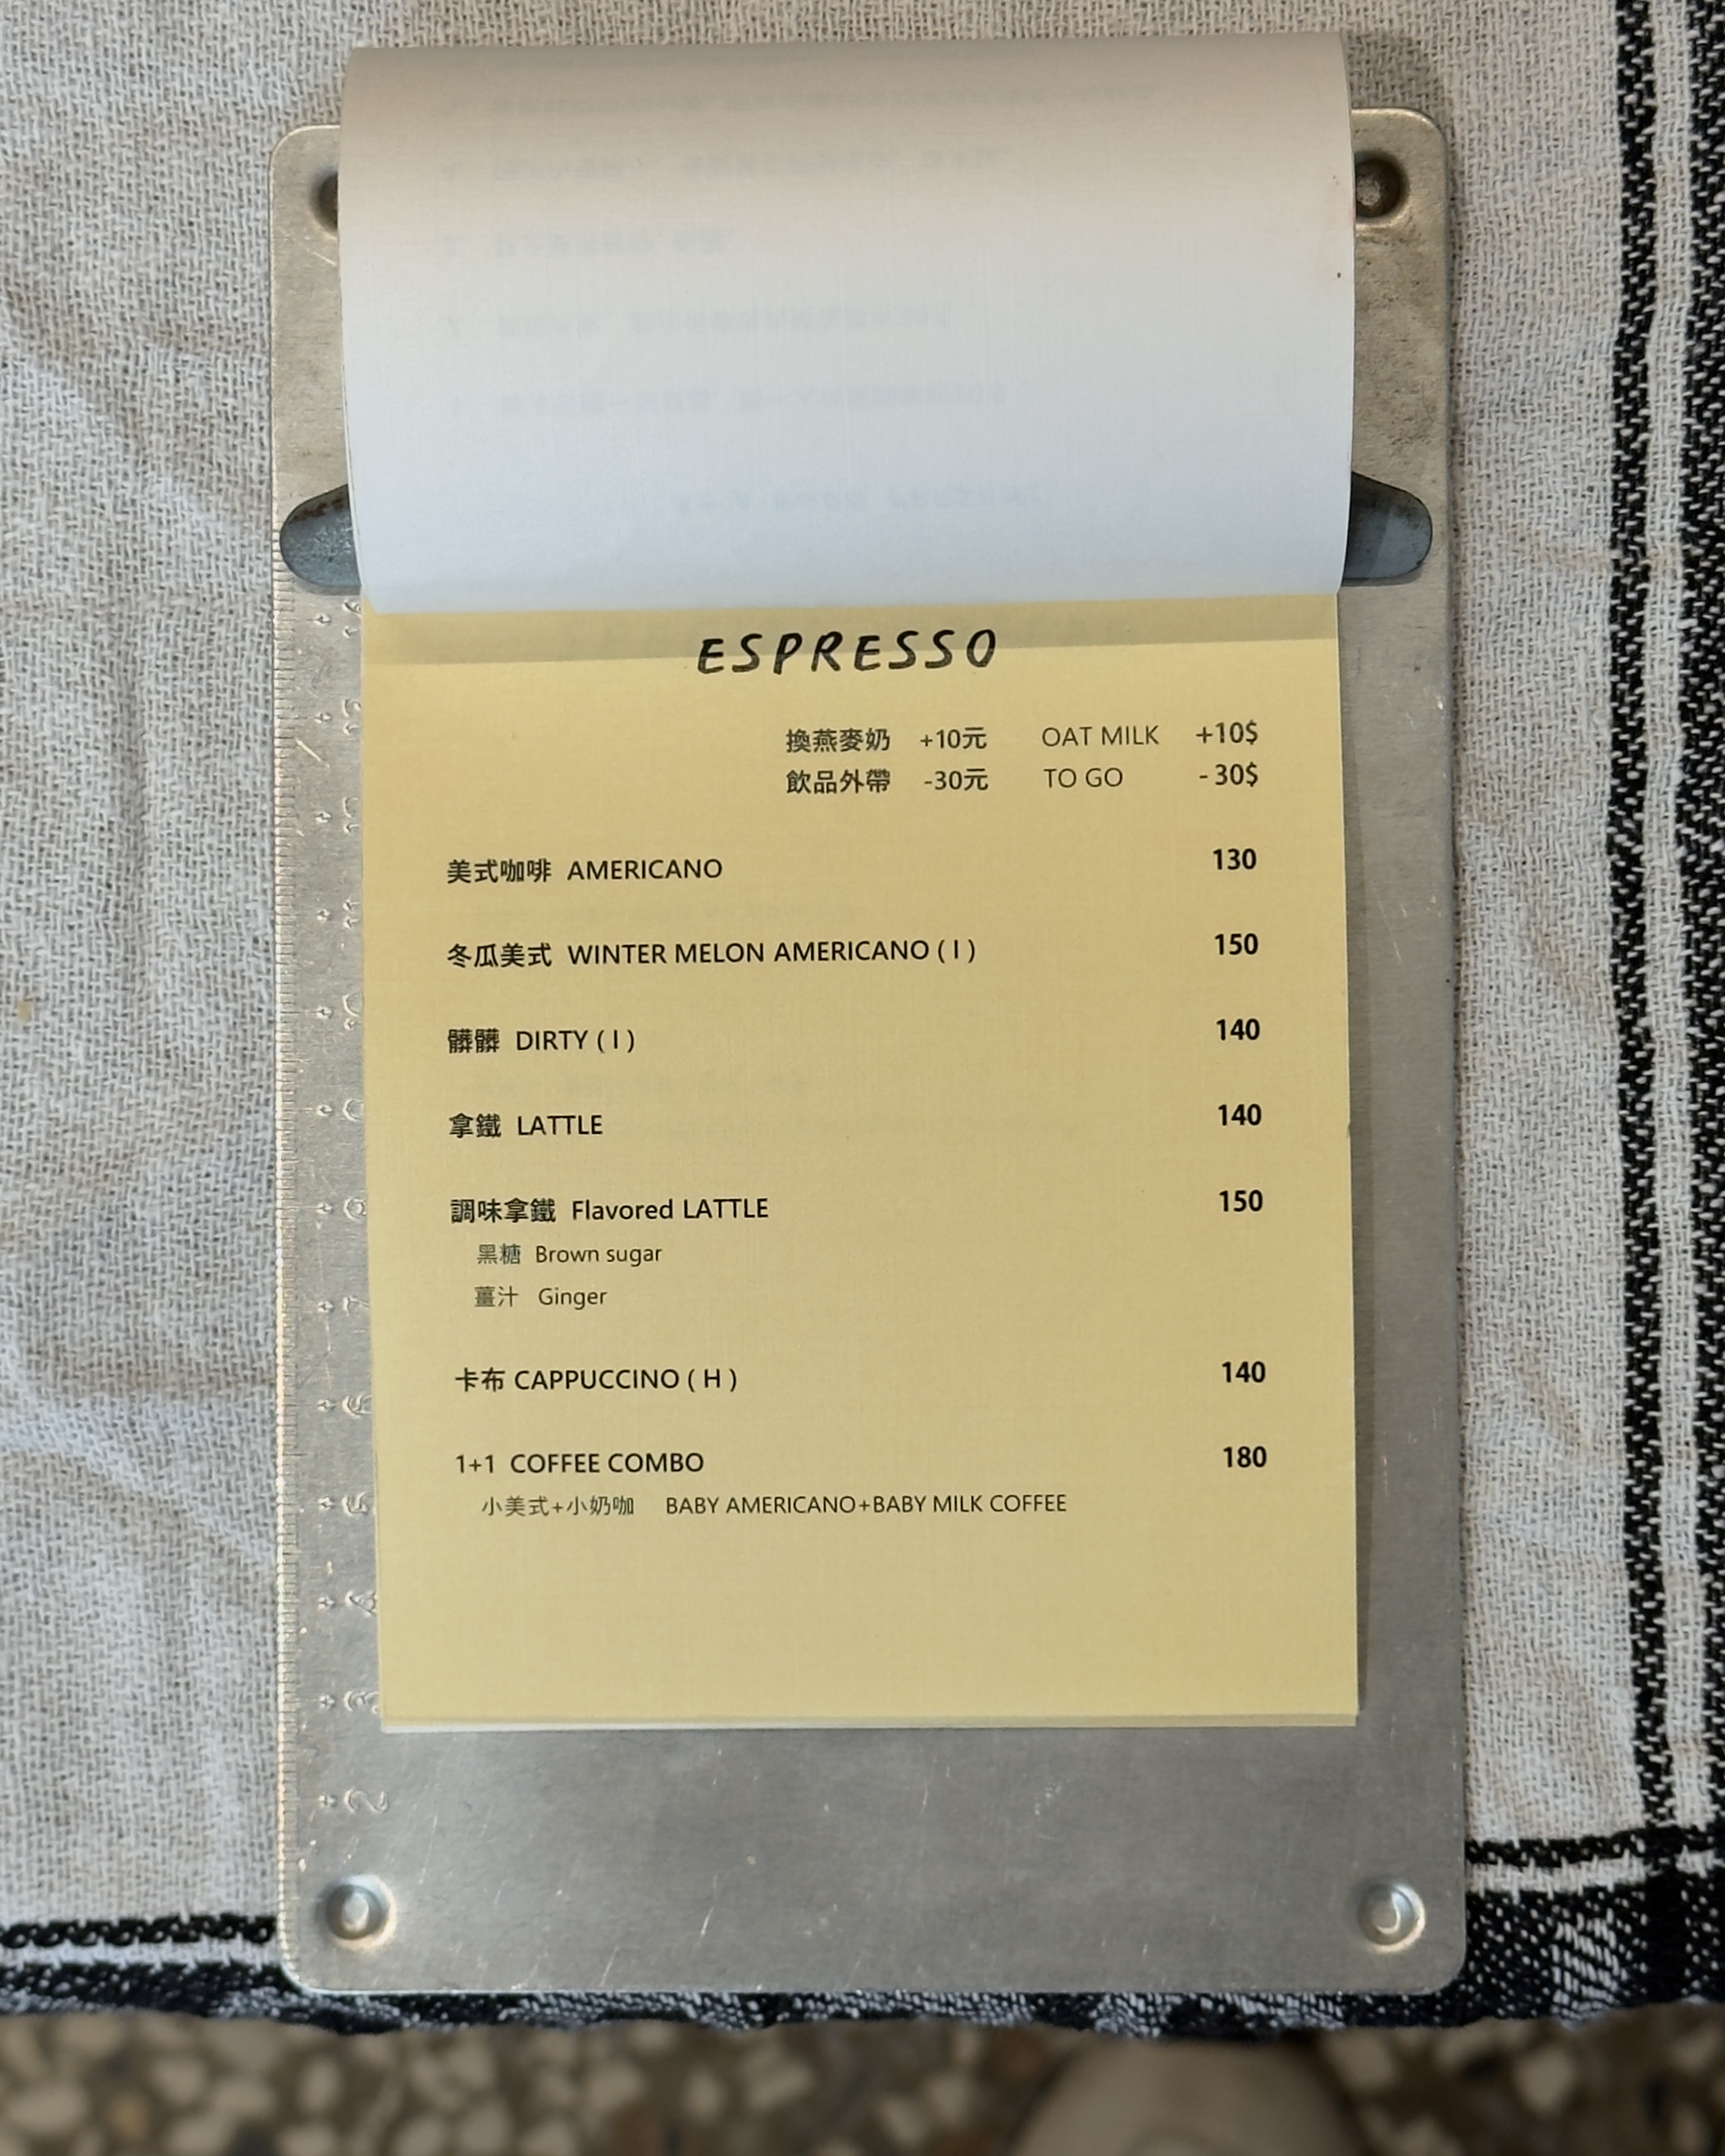 ESPRESSO
換燕麥奶 +10元 OAT MILK +10$
飲品外帶 -30元 TO GO - 30$
美式咖啡 AMERICANO 130
冬瓜美式 WINTER MELON AMERICANO ( I ) 150
髒髒 DIRTY ( I ) 140
拿鐵 LATTLE 140
調味拿鐵 Flavored LATTLE 150
黑糖 Brown sugar
薑汁 Ginger
卡布 CAPPUCCINO ( H ) 140
1+1 COFFEE COMBO 180
小美式+小奶咖 BABY AMERICANO+BABY MILK COFFEE
2